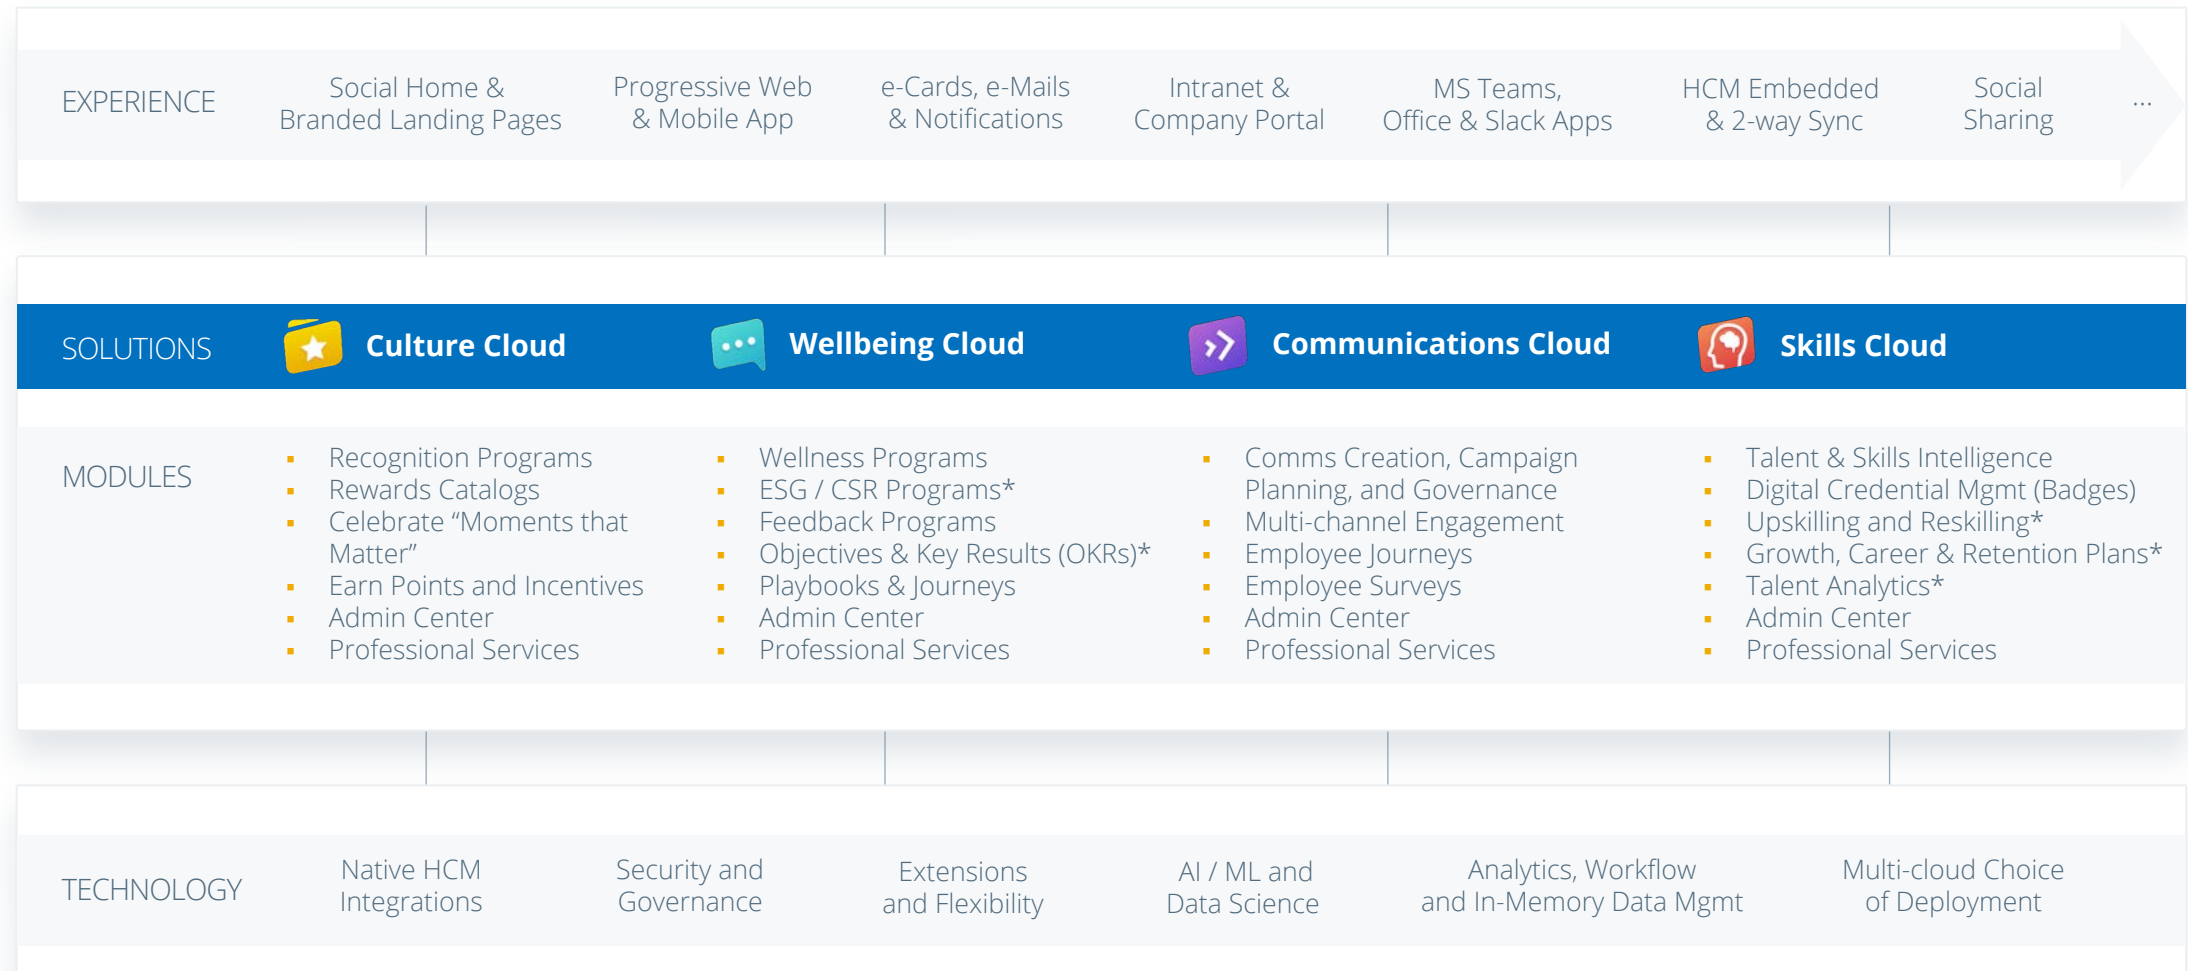 EXPERIENCE
Social Home &
Branded Landing Pages
Progressive Web
& Mobile App
e-Cards, e-Mails
& Notifications
Intranet &
Company Portal
MS Teams,
Office & Slack Apps
HCM Embedded
& 2-way Sync
Social
Sharing
...
SOLUTIONS
Culture Cloud
Wellbeing Cloud
Communications Cloud
Skills Cloud
MODULES
▪ Recognition Programs
▪ Rewards Catalogs
▪ Celebrate “Moments that
Matter”
▪ Earn Points and Incentives
▪ Admin Center
▪ Professional Services
▪ Wellness Programs
▪ ESG / CSR Programs*
▪ Feedback Programs
▪ Objectives & Key Results (OKRs)*
▪ Playbooks & Journeys
▪ Admin Center
▪ Professional Services
▪ Comms Creation, Campaign
Planning, and Governance
▪ Multi-channel Engagement
▪ Employee Journeys
▪ Employee Surveys
▪ Admin Center
▪ Professional Services
▪ Talent & Skills Intelligence
▪ Digital Credential Mgmt (Badges)
▪ Upskilling and Reskilling*
▪ Growth, Career & Retention Plans*
▪ Talent Analytics*
▪ Admin Center
▪ Professional Services
TECHNOLOGY
Native HCM
Integrations
Security and
Governance
Extensions
and Flexibility
AI / ML and
Data Science
Analytics, Workflow
and In-Memory Data Mgmt
Multi-cloud Choice
of Deployment